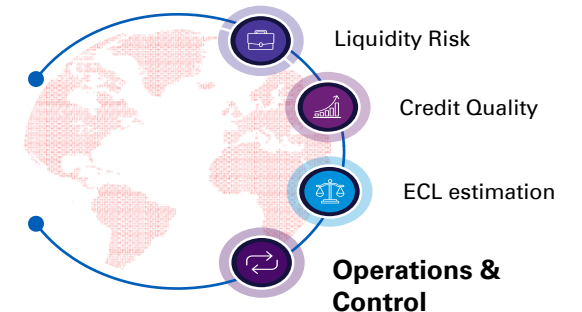 Liquidity Risk
Credit Quality
ECL estimation
Operations &
Control